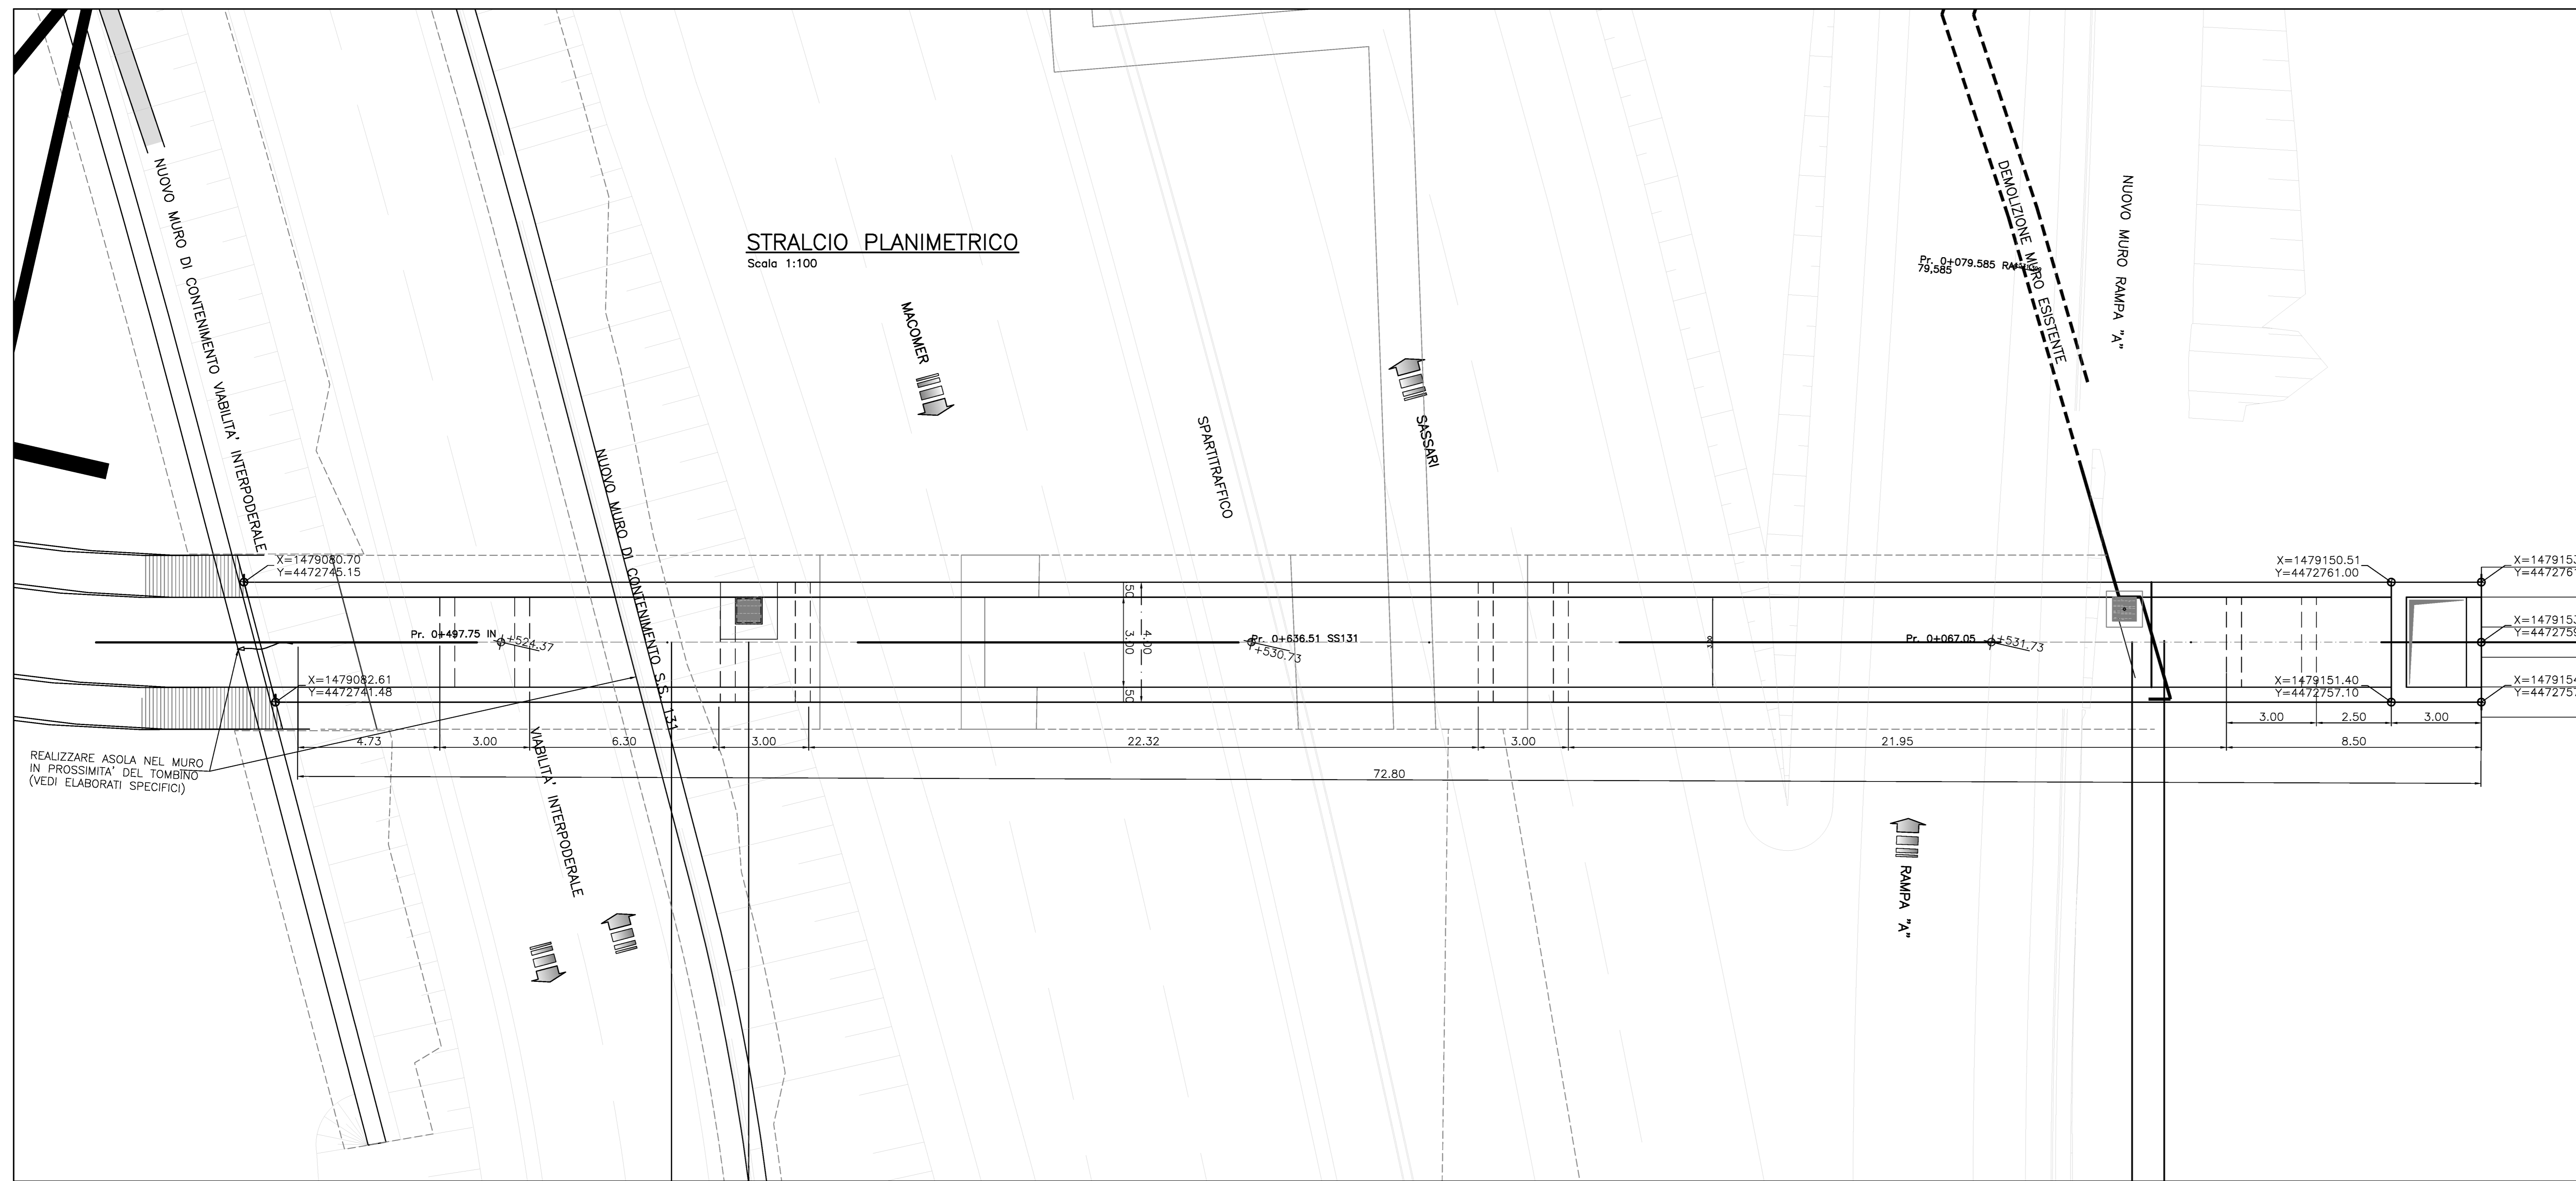 STRALCIO PLANIMETRICO
Scala 1:100
NUOVO MURO DI CONTENIMENTO VIABILITA' INTERPODERALE
NUOVO MURO DI CONTENIMENTO S.S. 131
MACOMER
SPARTITRAFFICO
SASSARI
DEMOLIZIONE MURO ESISTENTE
NUOVO MURO RAMPA "A"
Pr. 0+079.585
79,585
X=1479080.70
Y=4472745.15
X=1479150.51
Y=4472761.00
Pr. 0+497.75 IN
+524.37
Pr. 0+636.51 SS131
+530.73
Pr. 0+067.05
+531.73
50
3.00
4.00
50
X=1479082.61
Y=4472741.48
X=1479151.40
Y=4472757.10
REALIZZARE ASOLA NEL MURO
IN PROSSIMITA' DEL TOMBINO
(VEDI ELABORATI SPECIFICI)
3.00
2.50
3.00
4.73
3.00
6.30
3.00
22.32
3.00
21.95
8.50
72.80
VIABILITA' INTERPODERALE
RAMPA "A"